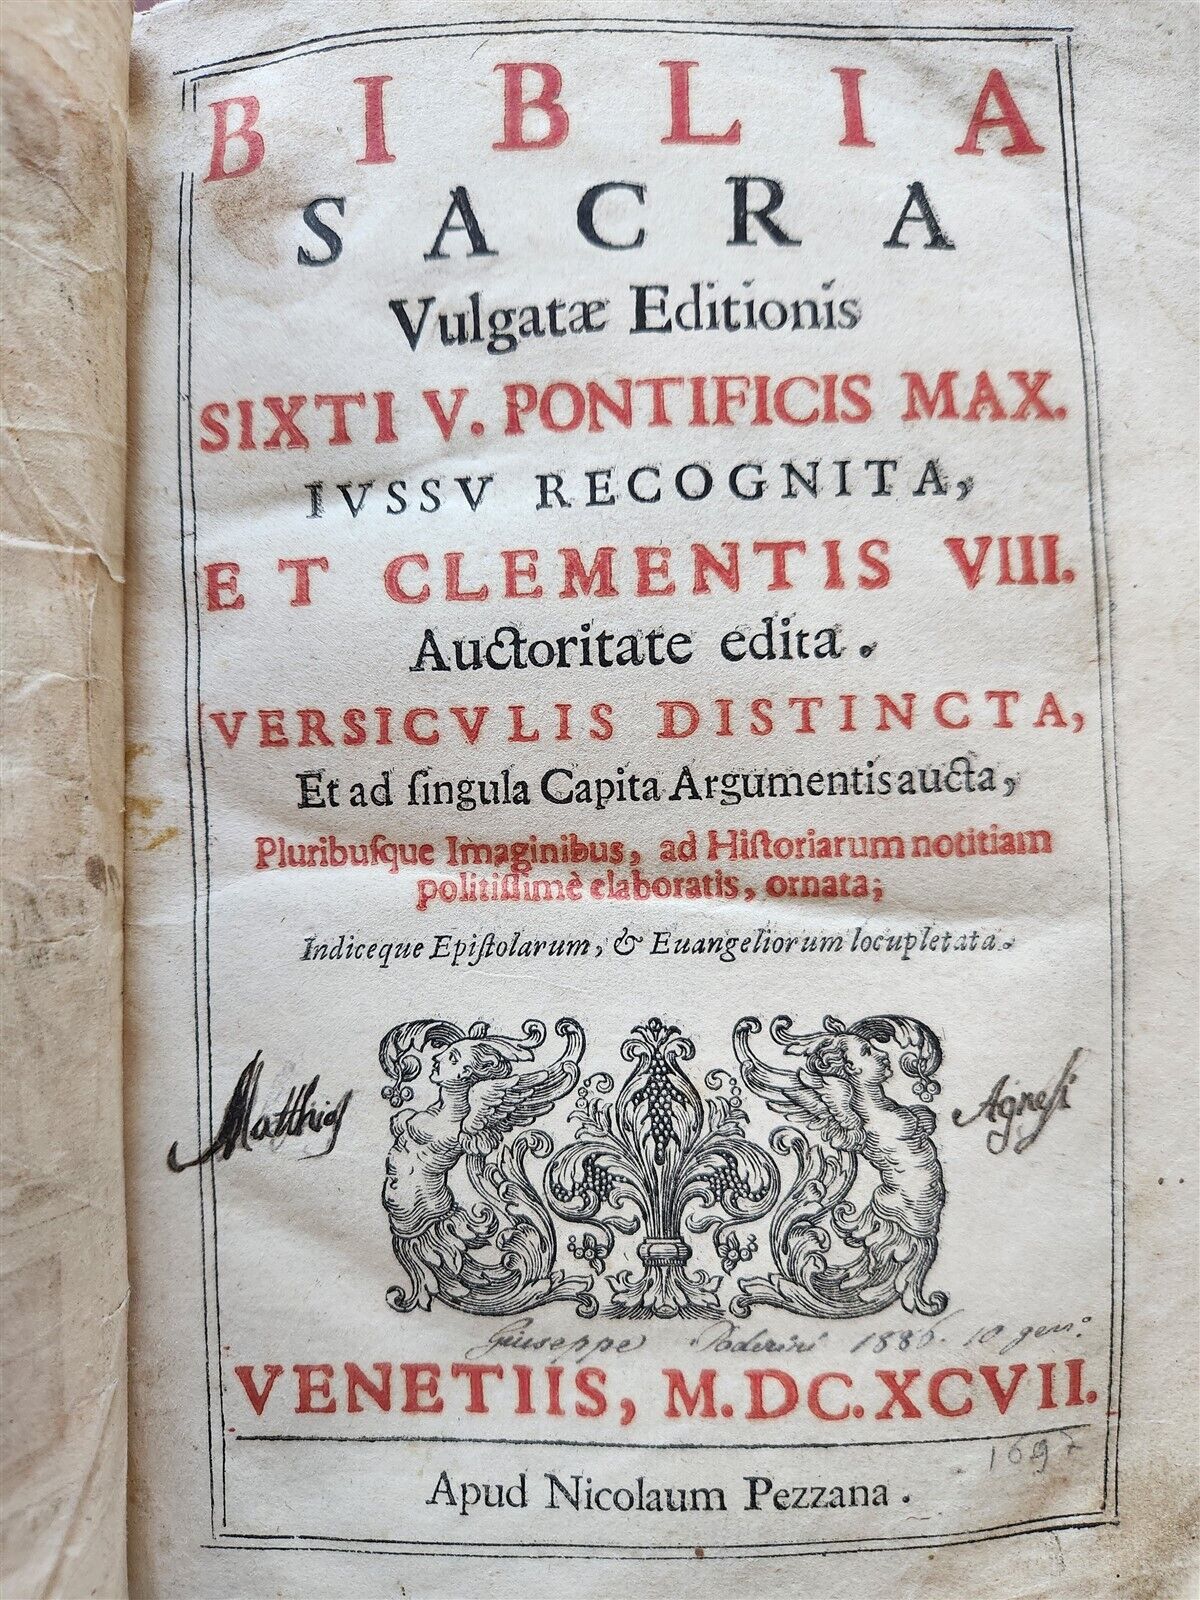 BIBLIA
SACRA
Vulgatæ Editionis
SIXTI V. PONTIFICIS MAX.
IVSSV RECOGNITA,
ET CLEMENTIS VIII.
Auctoritate edita.
VERSICVLIS DISTINCTA,
Et ad ſingula Capita Argumentis aucta,
Pluribuſque Imaginibus, ad Hiſtoriarum notitiam
politiſſimè elaboratis, ornata;
Indiceque Epiſtolarum, & Euangeliorum locupletata.
Matthias Agneſi
Giuseppe 1886. 10 gen.º
VENETIIS, M.DC.XCVII.
1697
Apud Nicolaum Pezzana.